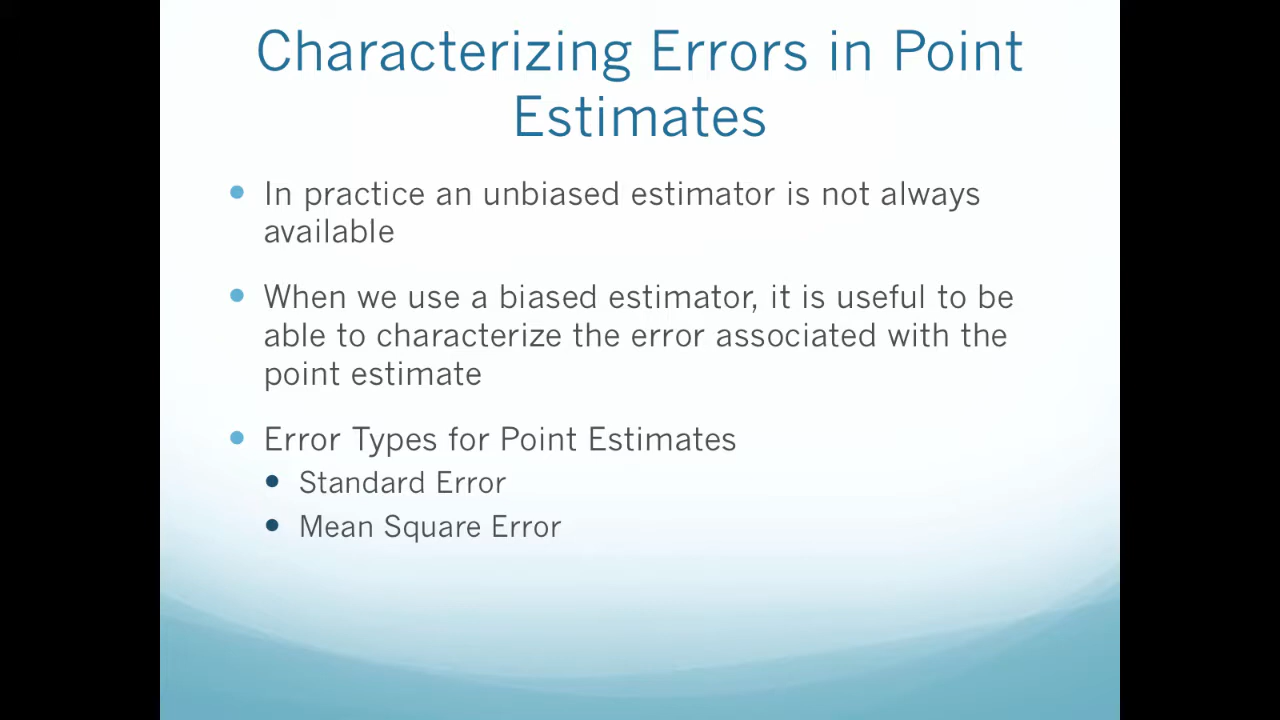 Characterizing Errors in Point
Estimates
In practice an unbiased estimator is not always
available
When we use a biased estimator, it is useful to be
able to characterize the error associated with the
point estimate
Error Types for Point Estimates
Standard Error
Mean Square Error